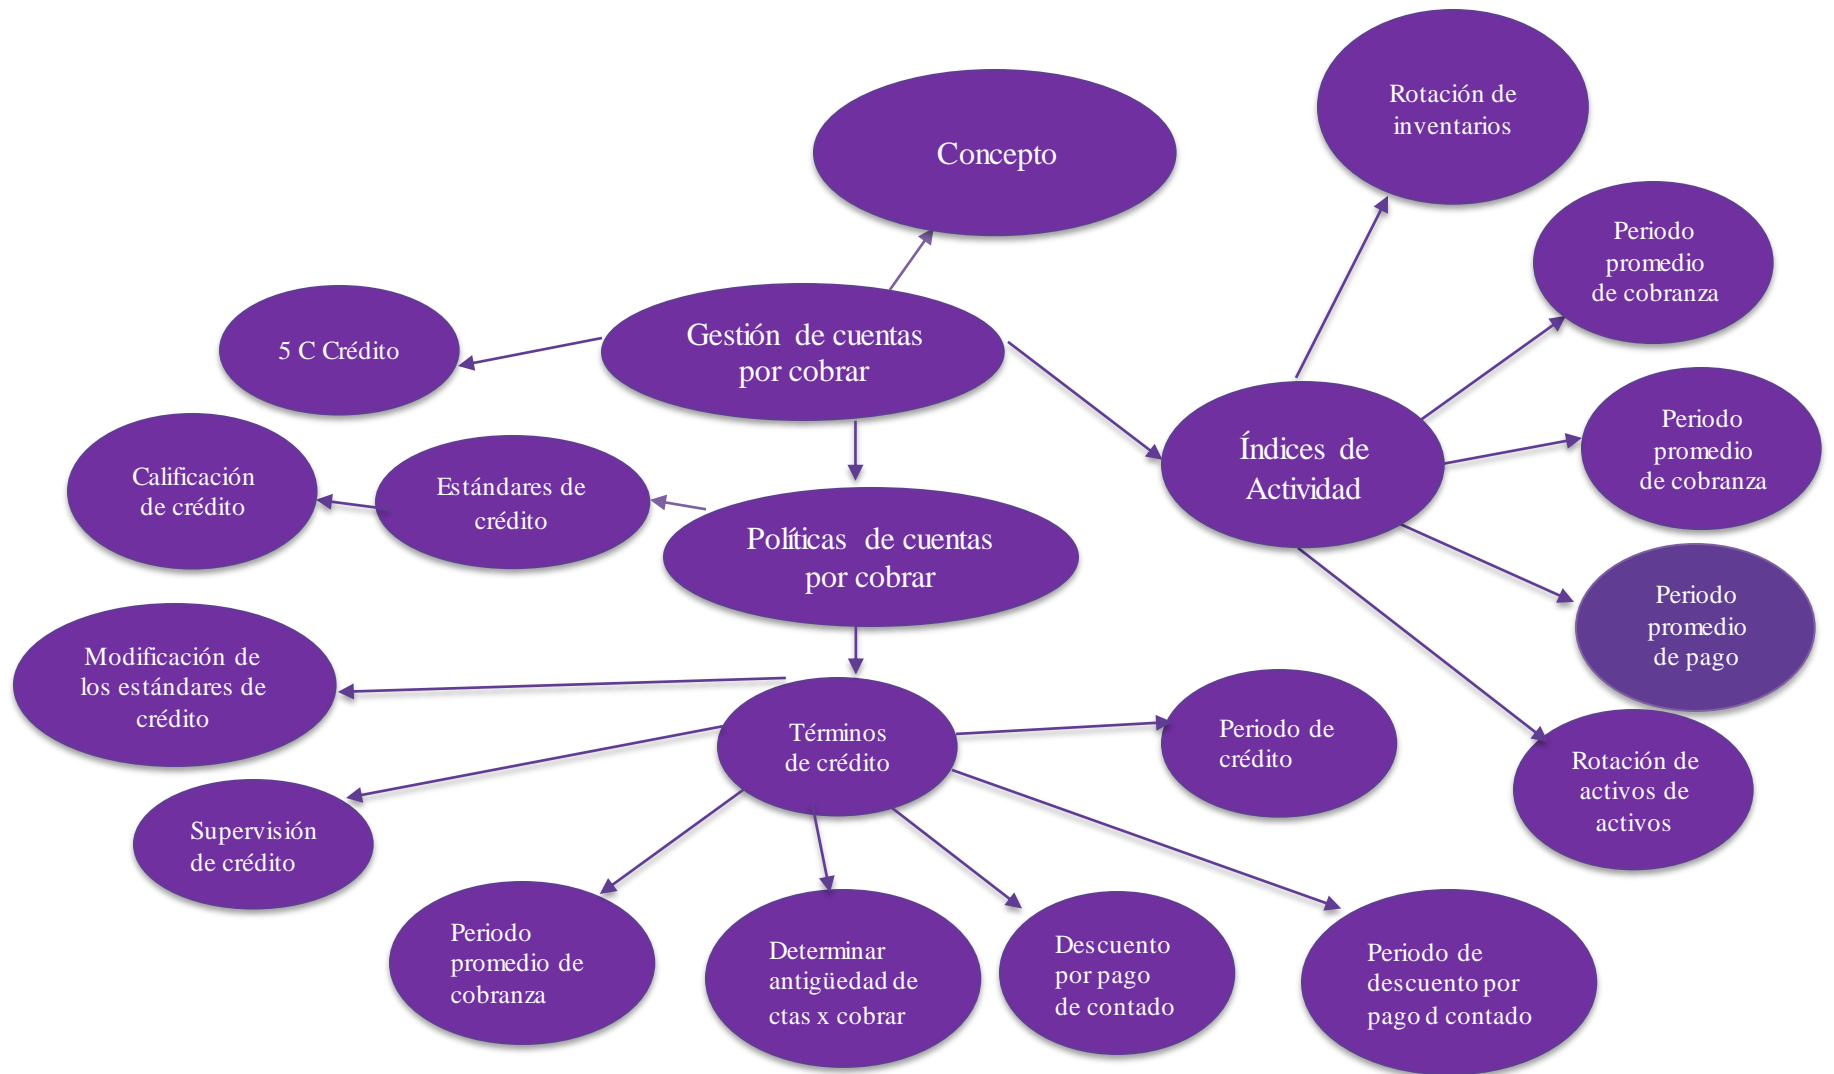 Concepto
Rotación de
inventarios
Periodo
promedio
de cobranza
5 C Crédito
Gestión de cuentas
por cobrar
Índices de
Actividad
Periodo
promedio
de cobranza
Calificación
de crédito
Estándares de
crédito
Políticas de cuentas
por cobrar
Periodo
promedio
de pago
Modificación de
los estándares de
crédito
Términos
de crédito
Periodo de
crédito
Rotación de
activos de
activos
Supervisión
de crédito
Periodo
promedio de
cobranza
Determinar
antigüedad de
ctas x cobrar
Descuento
por pago
de contado
Periodo de
descuento por
pago d contado